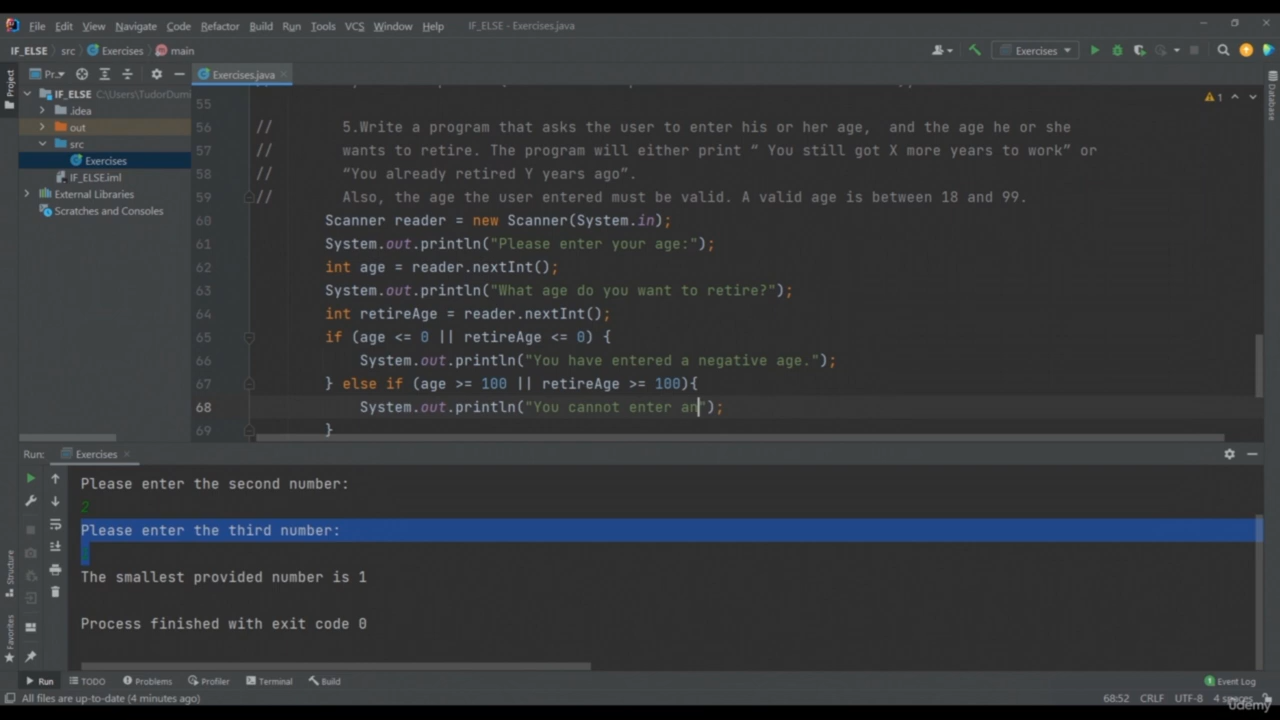 File Edit View Navigate Code Refactor Build Run Tools VCS Window Help IF_ELSE - Exercises.java
IF_ELSE src Exercises main Exercises
Project Pr... Exercises.java
IF_ELSE C:\Users\TudorDumi
.idea
out
src
Exercises
IF_ELSE.iml
External Libraries
Scratches and Consoles
Database
1
55
56 // 5.Write a program that asks the user to enter his or her age, and the age he or she
57 // wants to retire. The program will either print “ You still got X more years to work” or
58 // “You already retired Y years ago”.
59 // Also, the age the user entered must be valid. A valid age is between 18 and 99.
60 Scanner reader = new Scanner(System.in);
61 System.out.println("Please enter your age:");
62 int age = reader.nextInt();
63 System.out.println("What age do you want to retire?");
64 int retireAge = reader.nextInt();
65 if (age <= 0 || retireAge <= 0) {
66 System.out.println("You have entered a negative age.");
67 } else if (age >= 100 || retireAge >= 100){
68 System.out.println("You cannot enter an");
69 }
Run: Exercises
Please enter the second number:
2
Please enter the third number:
The smallest provided number is 1
Process finished with exit code 0
Structure
Favorites
Run TODO Problems Profiler Terminal Build 1 Event Log
All files are up-to-date (4 minutes ago) 68:52 CRLF UTF-8 4 spaces
udemy